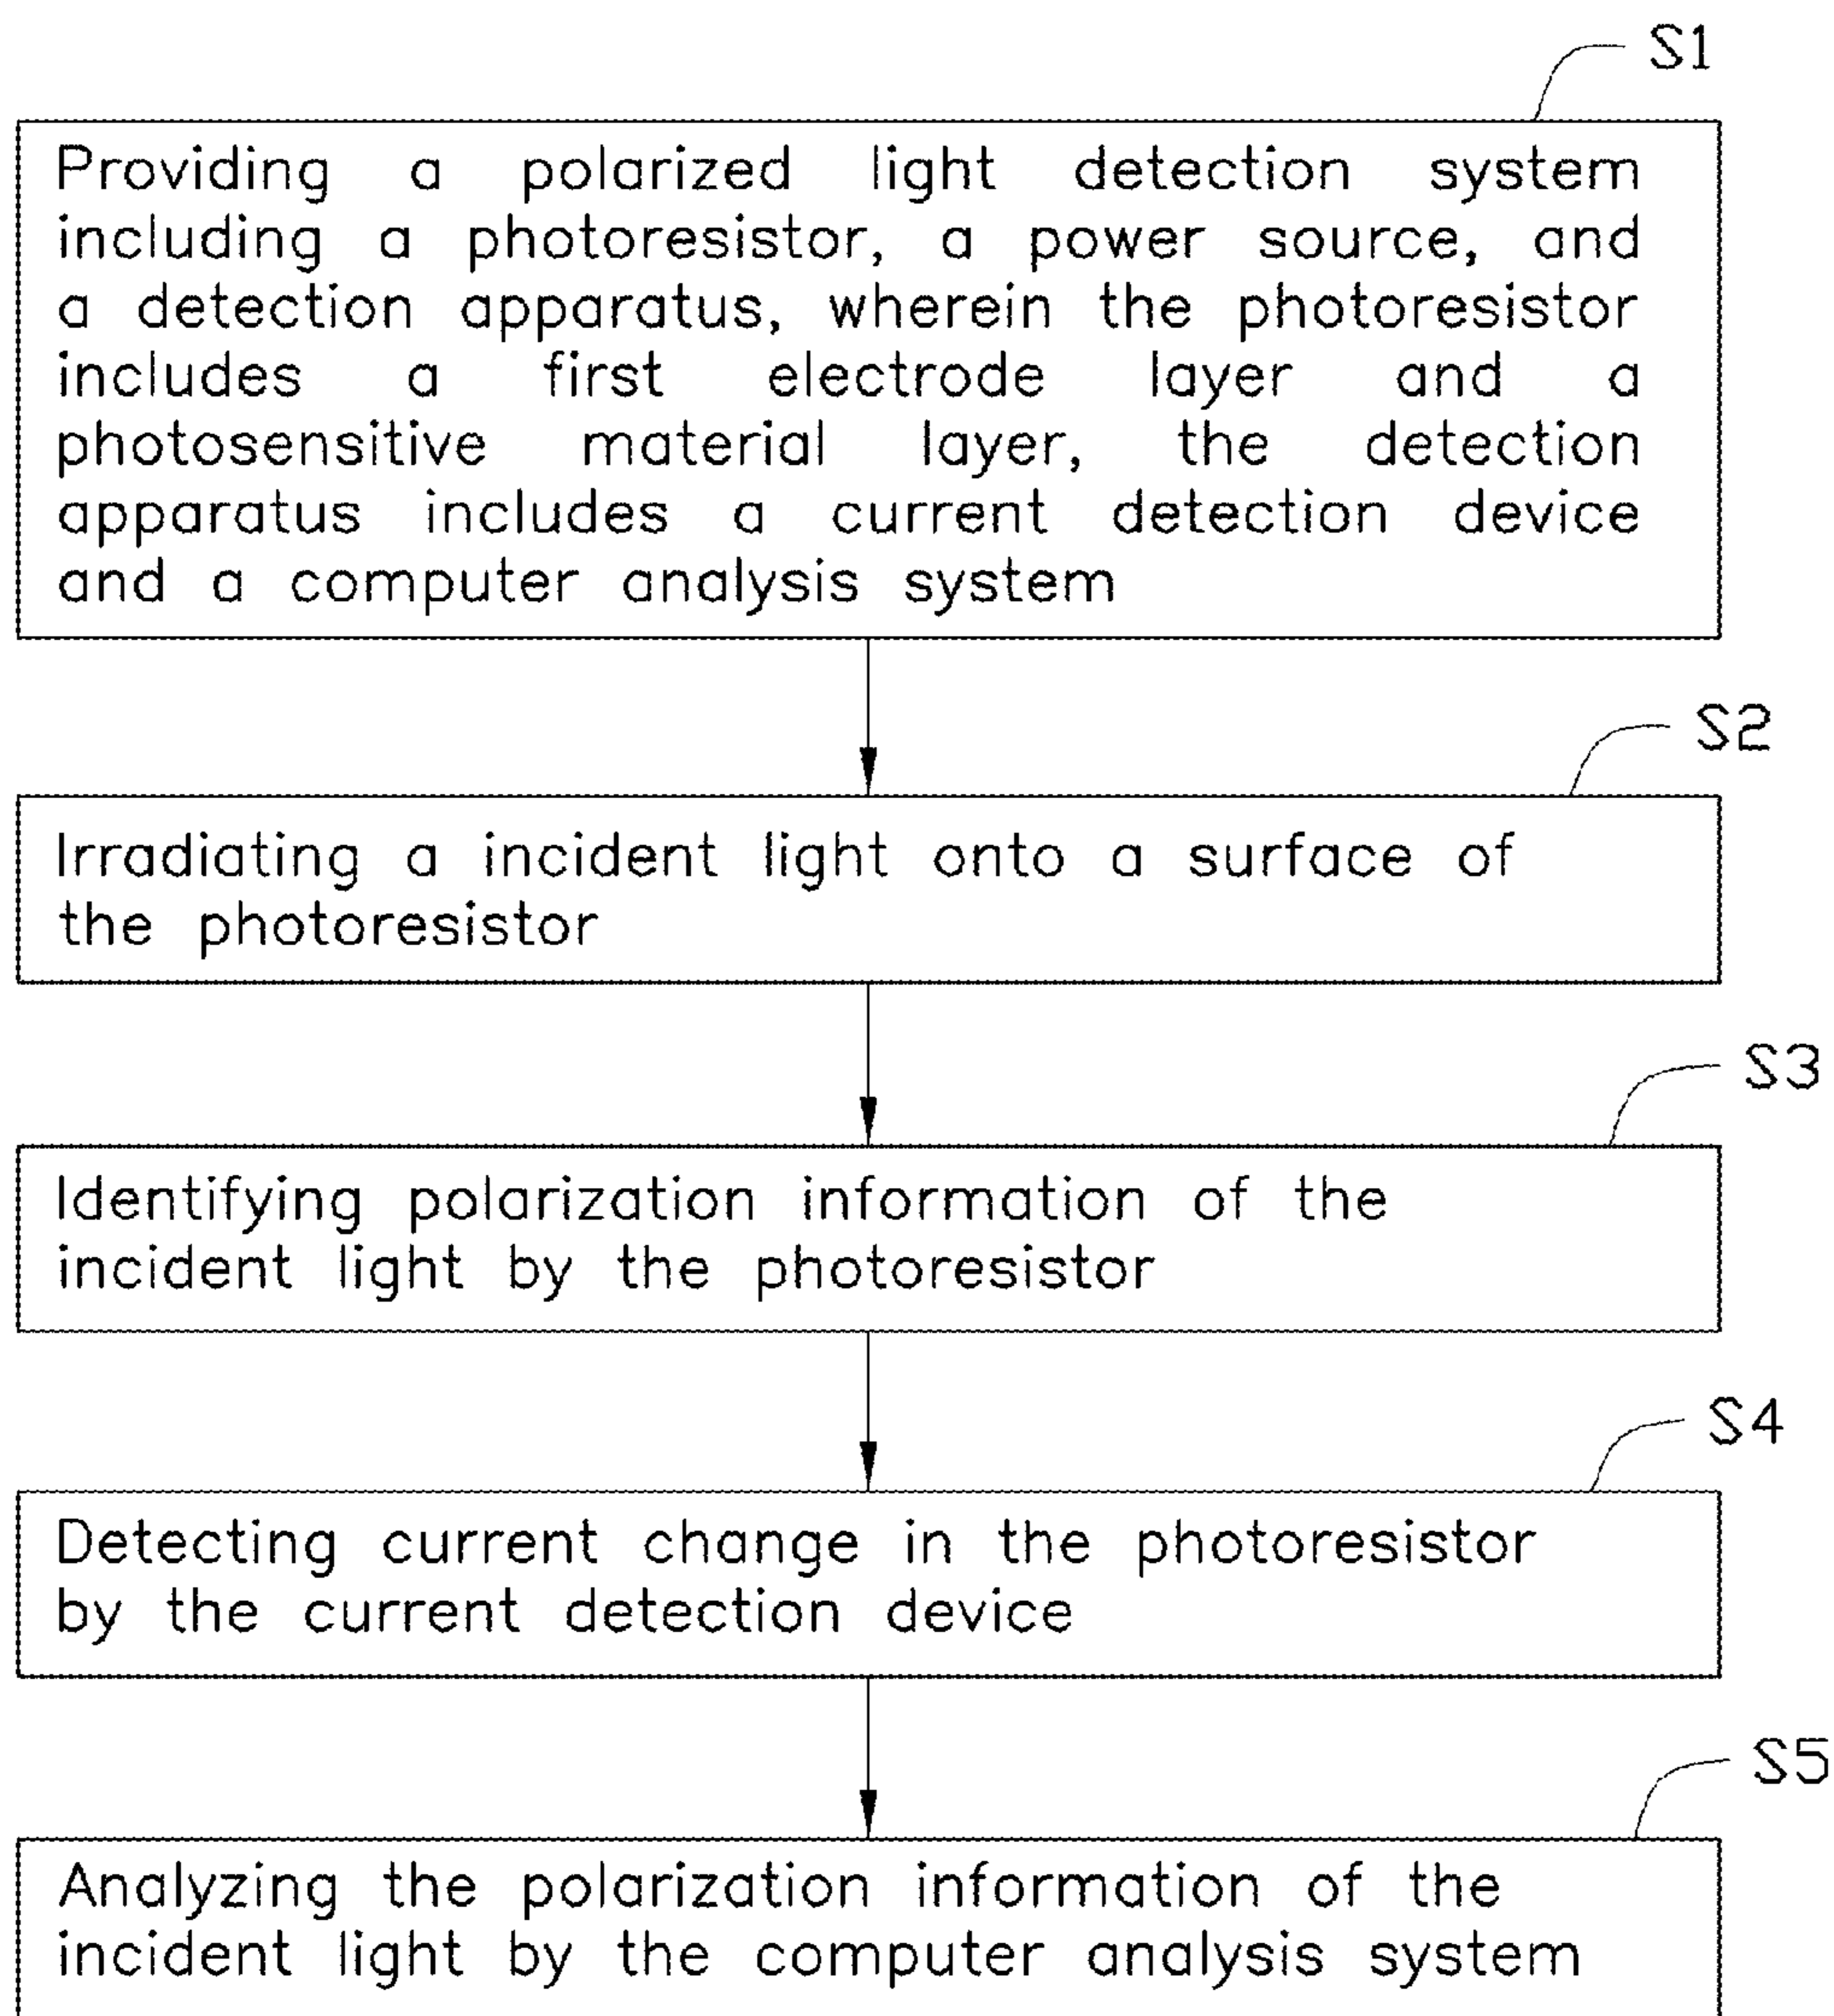 S1
Providing a polarized light detection system
including a photoresistor, a power source, and
a detection apparatus, wherein the photoresistor
includes a first electrode layer and a
photosensitive material layer, the detection
apparatus includes a current detection device
and a computer analysis system
S2
Irradiating a incident light onto a surface of
the photoresistor
S3
Identifying polarization information of the
incident light by the photoresistor
S4
Detecting current change in the photoresistor
by the current detection device
S5
Analyzing the polarization information of the
incident light by the computer analysis system